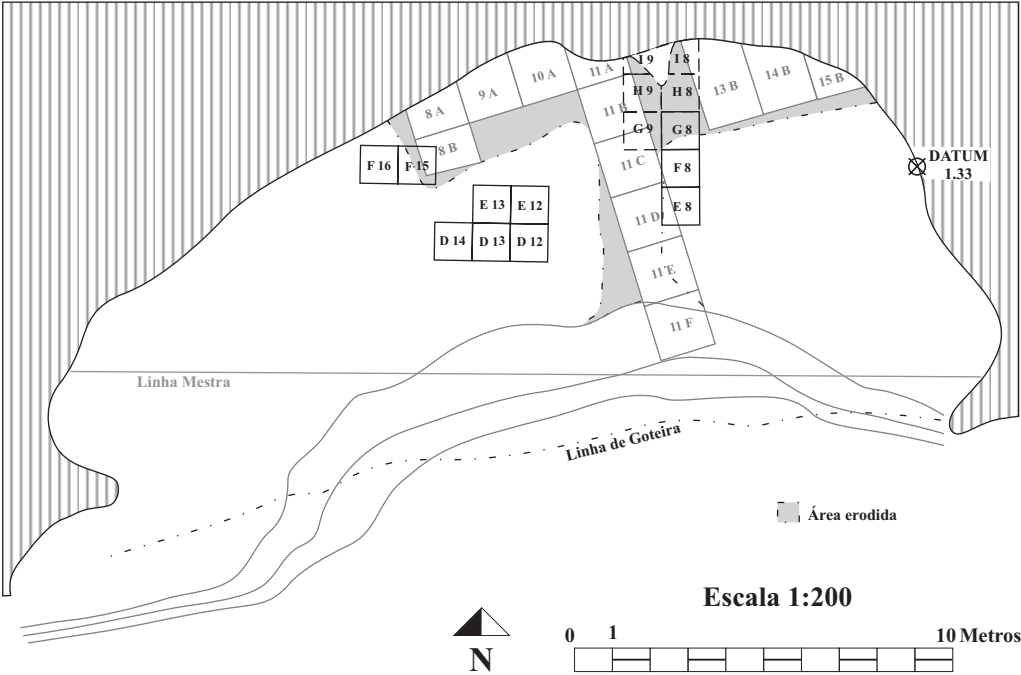 I 9
I 8
11 A
10 A
9 A
8 A
H 9
H 8
13 B
14 B
15 B
11 B
G 9
G 8
8 B
F 16
F 15
11 C
F 8
DATUM
1.33
E 13
E 12
11 D
E 8
D 14
D 13
D 12
11 E
11 F
Linha Mestra
Linha de Goteira
Área erodida
Escala 1:200
0 1 10 Metros
N